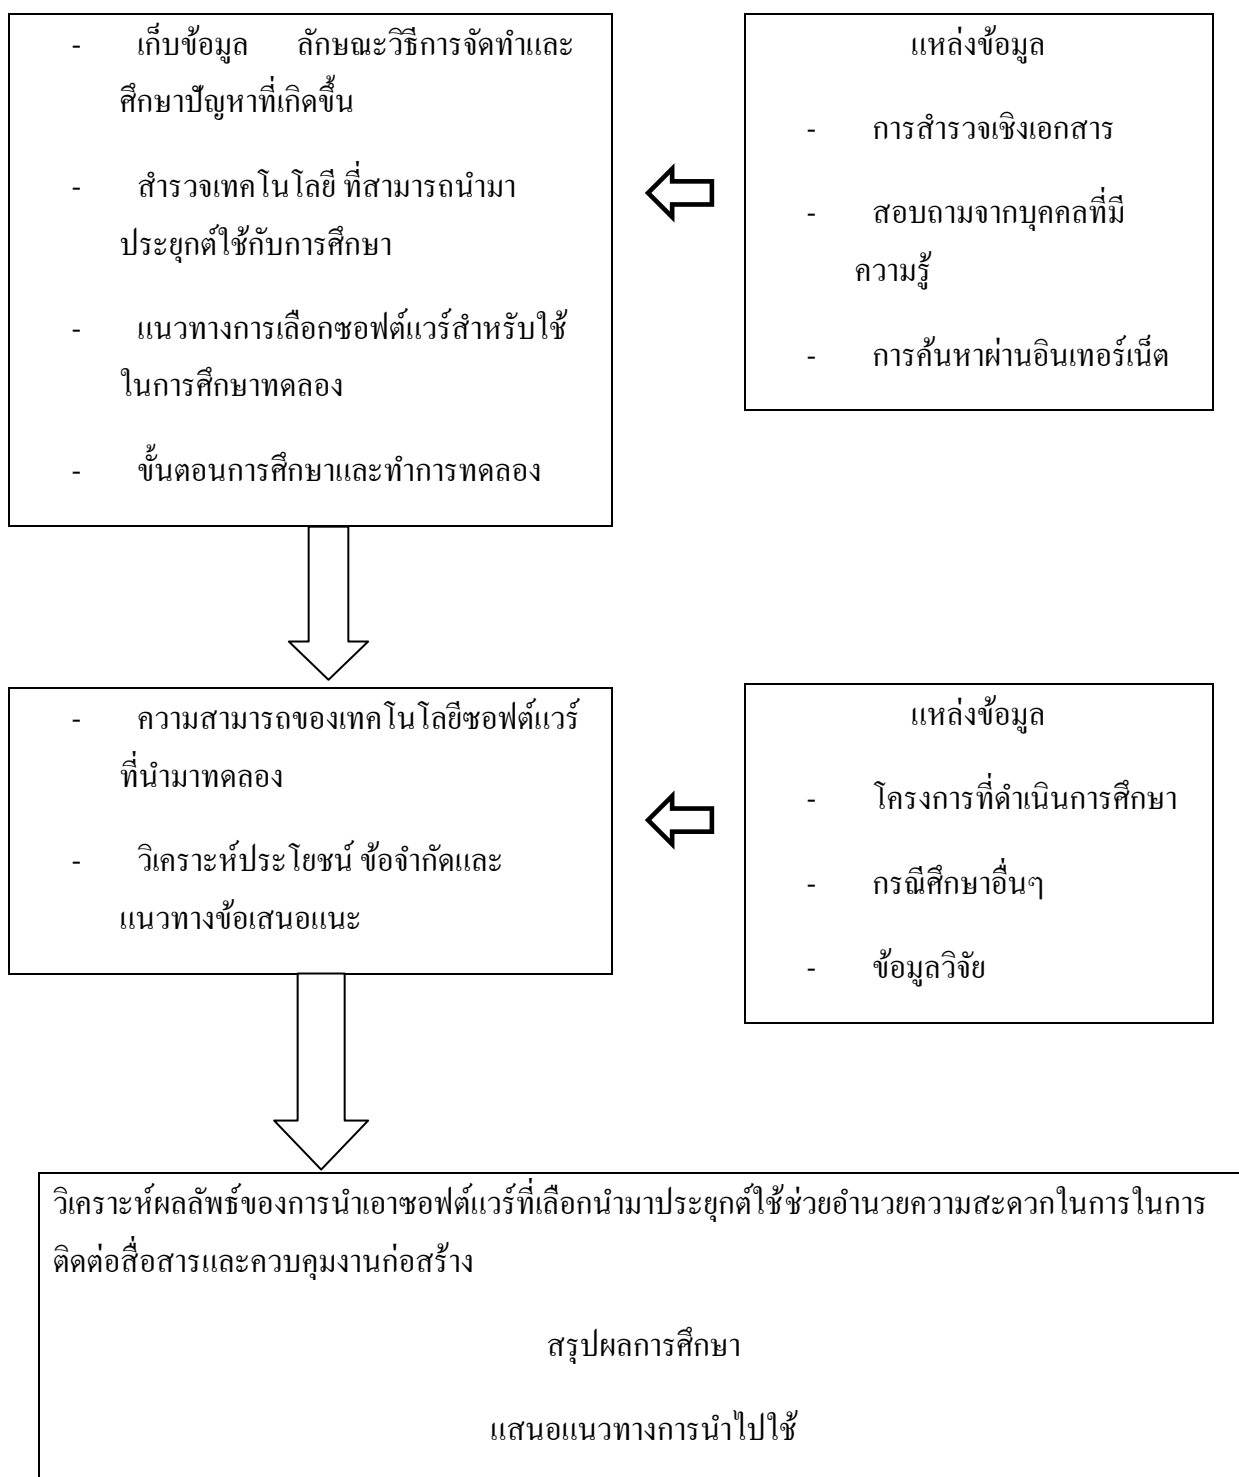 - เก็บข้อมูล ลักษณะวิธีการจัดทำและ
ศึกษาปัญหาที่เกิดขึ้น
- สำรวจเทคโนโลยี ที่สามารถนำมา
ประยุกต์ใช้กับการศึกษา
- แนวทางการเลือกซอฟต์แวร์สำหรับใช้
ในการศึกษาทดลอง
- ขั้นตอนการศึกษาและทำการทดลอง
แหล่งข้อมูล
- การสำรวจเชิงเอกสาร
- สอบถามจากบุคคลที่มี
ความรู้
- การค้นหาผ่านอินเทอร์เน็ต
- ความสามารถของเทคโนโลยีซอฟต์แวร์
ที่นำมาทดลอง
- วิเคราะห์ประโยชน์ ข้อจำกัดและ
แนวทางข้อเสนอแนะ
แหล่งข้อมูล
- โครงการที่ดำเนินการศึกษา
- กรณีศึกษาอื่นๆ
- ข้อมูลวิจัย
วิเคราะห์ผลลัพธ์ของการนำเอาซอฟต์แวร์ที่เลือกนำมาประยุกต์ใช้ช่วยอำนวยความสะดวกในการในการ
ติดต่อสื่อสารและควบคุมงานก่อสร้าง
สรุปผลการศึกษา
แสนอแนวทางการนำไปใช้